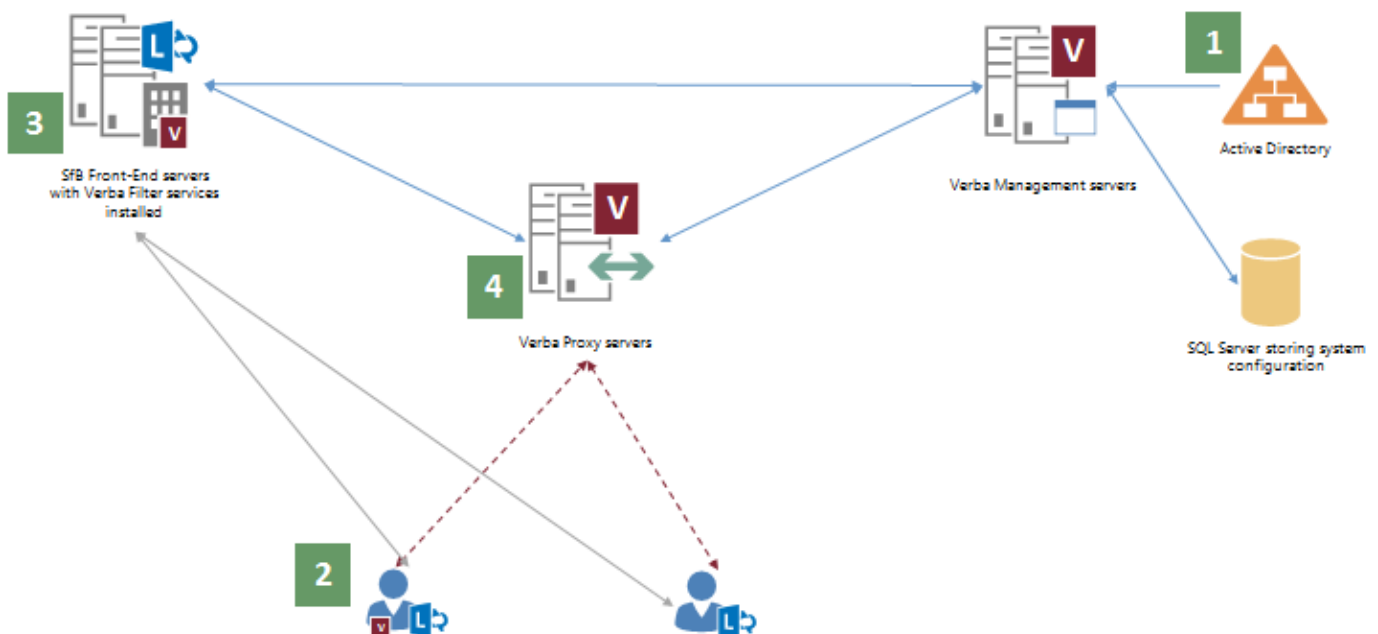 1
L
V
V
3
Active Directory
SfB Front-End servers
with Verba Filter services
installed
Verba Management servers
V
4
Verba Proxy servers
SQL Server storing system
configuration
2
V
L
L